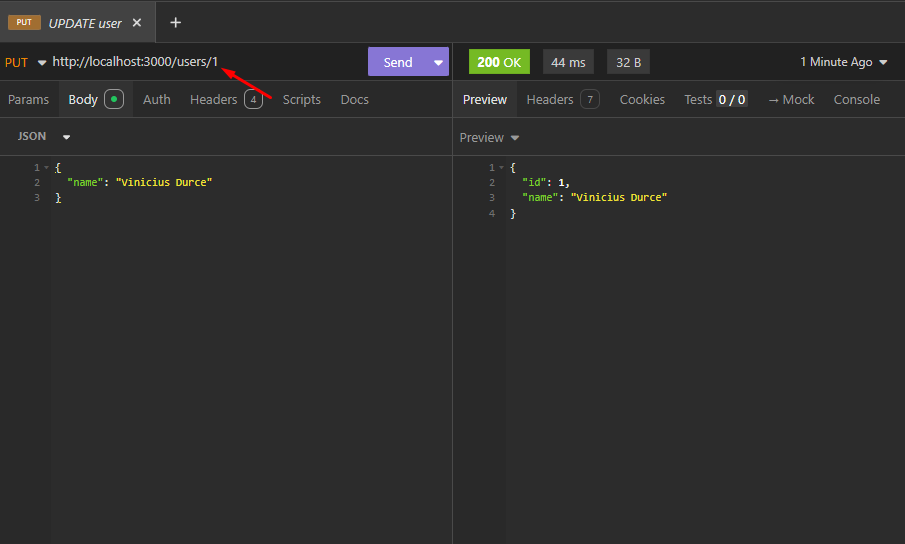 PUT UPDATE user × +
PUT http://localhost:3000/users/1 Send
200 OK 44 ms 32 B 1 Minute Ago
Params Body Auth Headers 4 Scripts Docs
Preview Headers 7 Cookies Tests 0 / 0 → Mock Console
JSON
Preview
1 {
2 "name": "Vinicius Durce"
3 }
1 {
2 "id": 1,
3 "name": "Vinicius Durce"
4 }